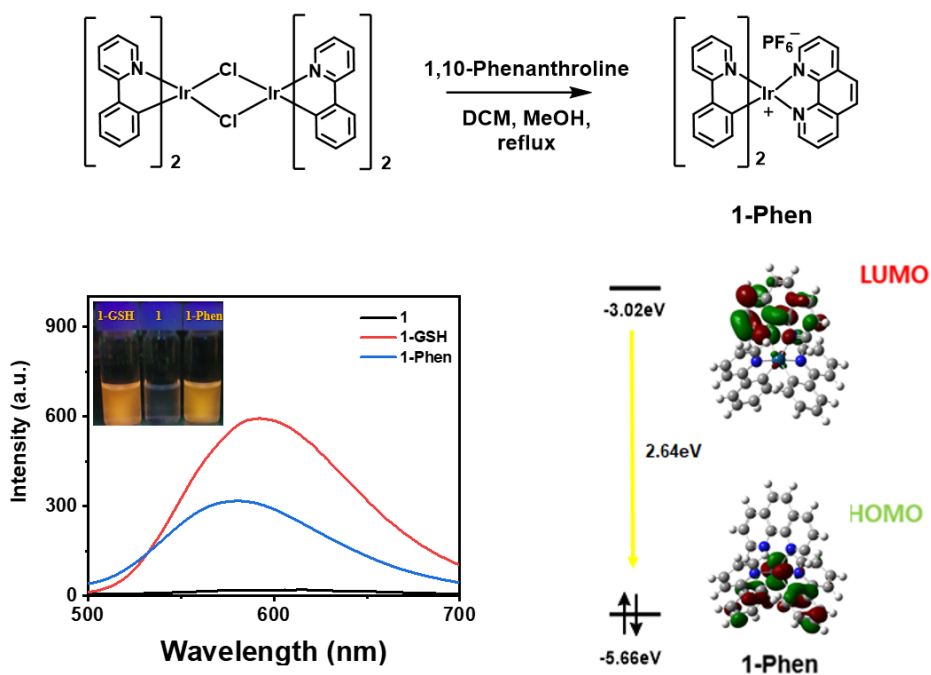 Cl
N
N
Ir
Ir
Cl
2
2
1,10-Phenanthroline
DCM, MeOH,
reflux
PF6−
N
N
Ir
+
N
2
1-Phen
LUMO
-3.02eV
2.64eV
HOMO
-5.66eV
1-Phen
1-GSH 1 1-Phen
1
1-GSH
1-Phen
900
600
300
0
500 600 700
Intensity (a.u.)
Wavelength (nm)